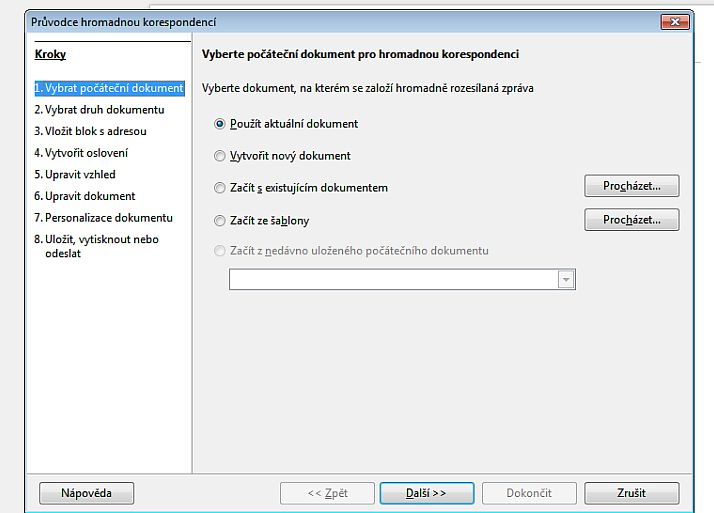 Průvodce hromadnou korespondencí
Kroky
1. Vybrat počáteční dokument
2. Vybrat druh dokumentu
3. Vložit blok s adresou
4. Vytvořit oslovení
5. Upravit vzhled
6. Upravit dokument
7. Personalizace dokumentu
8. Uložit, vytisknout nebo
odeslat
Vyberte počáteční dokument pro hromadnou korespondenci
Vyberte dokument, na kterém se založí hromadně rozesílaná zpráva
Použít aktuální dokument
Vytvořit nový dokument
Začít s existujícím dokumentem
Procházet...
Začít ze šablony
Procházet...
Začít z nedávno uloženého počátečního dokumentu
Nápověda
<< Zpět
Další >>
Dokončit
Zrušit